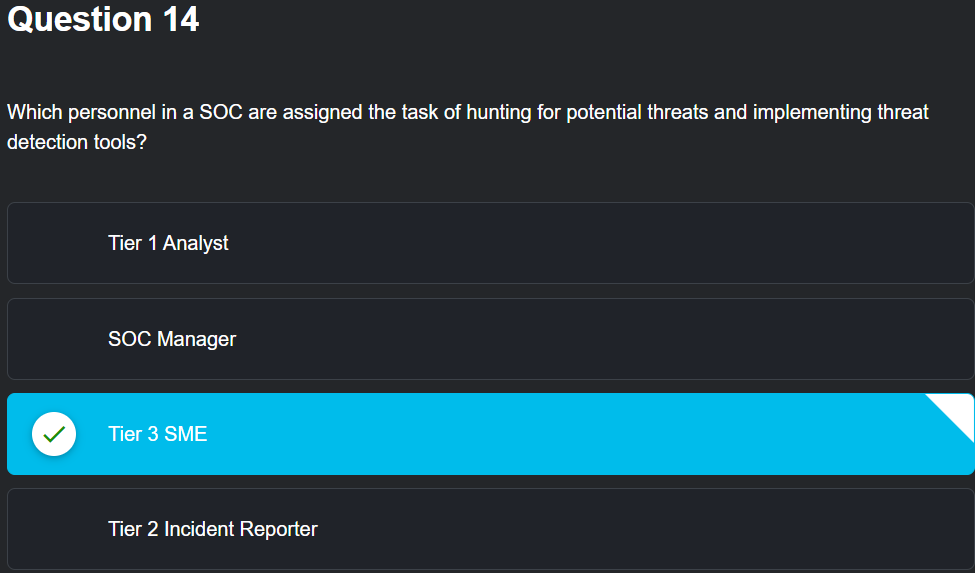 Question 14
Which personnel in a SOC are assigned the task of hunting for potential threats and implementing threat
detection tools?
Tier 1 Analyst
SOC Manager
Tier 3 SME
Tier 2 Incident Reporter